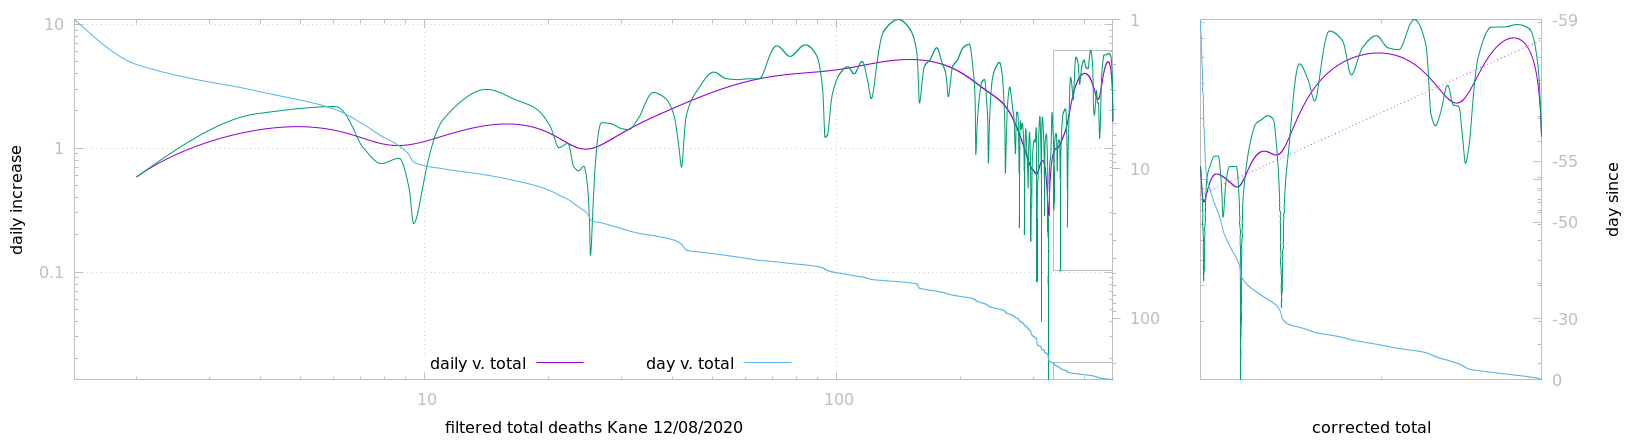 10
1
0.1
daily increase
1
10
100
daily v. total
day v. total
10
100
filtered total deaths Kane 12/08/2020
-59
-55
-50
-30
0
day since
corrected total